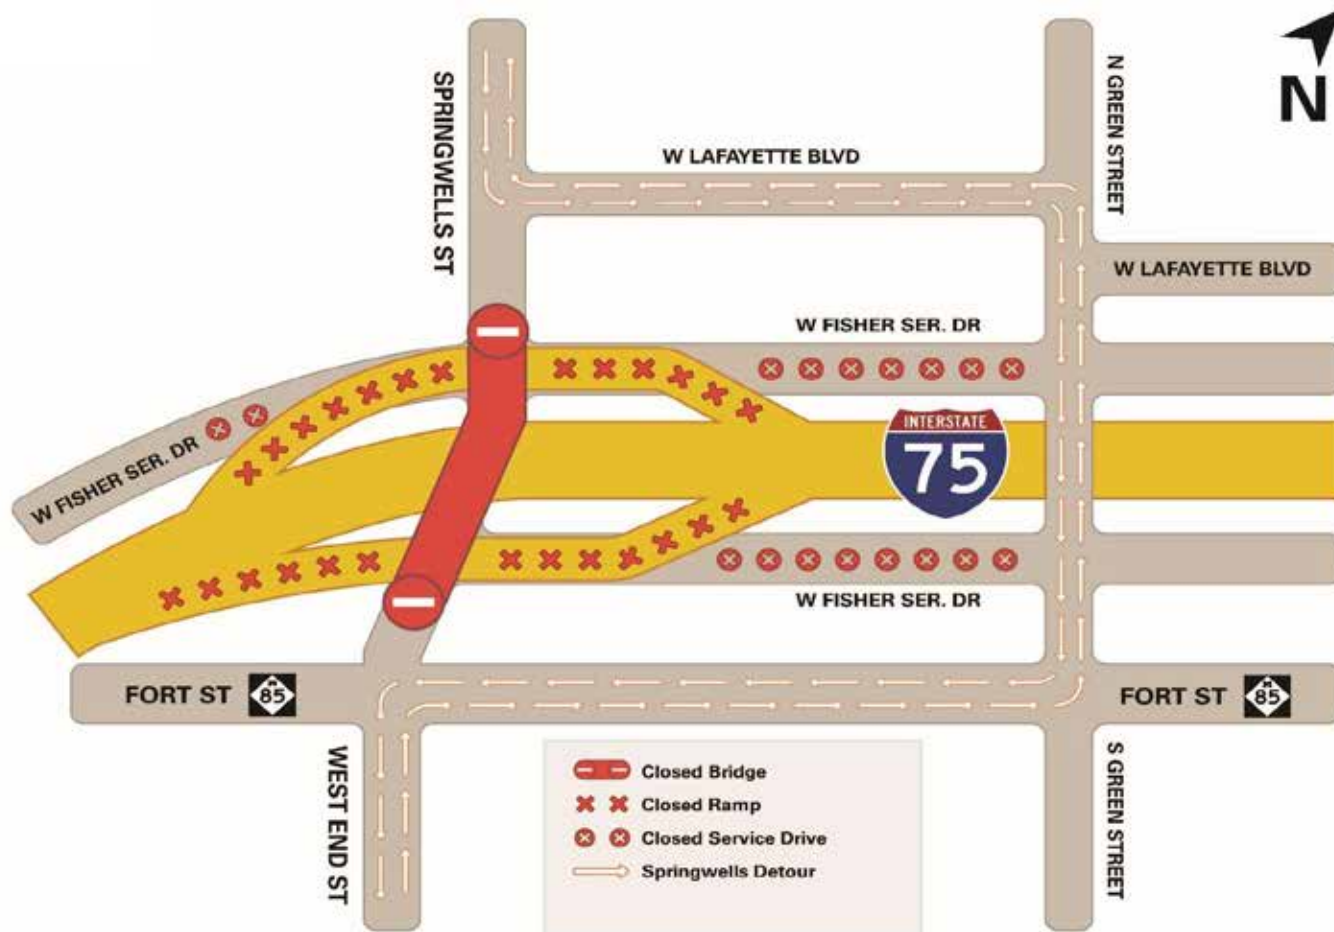 N
SPRINGWELLS ST
W LAFAYETTE BLVD
N GREEN STREET
W LAFAYETTE BLVD
W FISHER SER. DR
INTERSTATE
75
W FISHER SER. DR
W FISHER SER. DR
FORT ST M 85
FORT ST M 85
WEST END ST
S GREEN STREET
Closed Bridge
Closed Ramp
Closed Service Drive
Springwells Detour